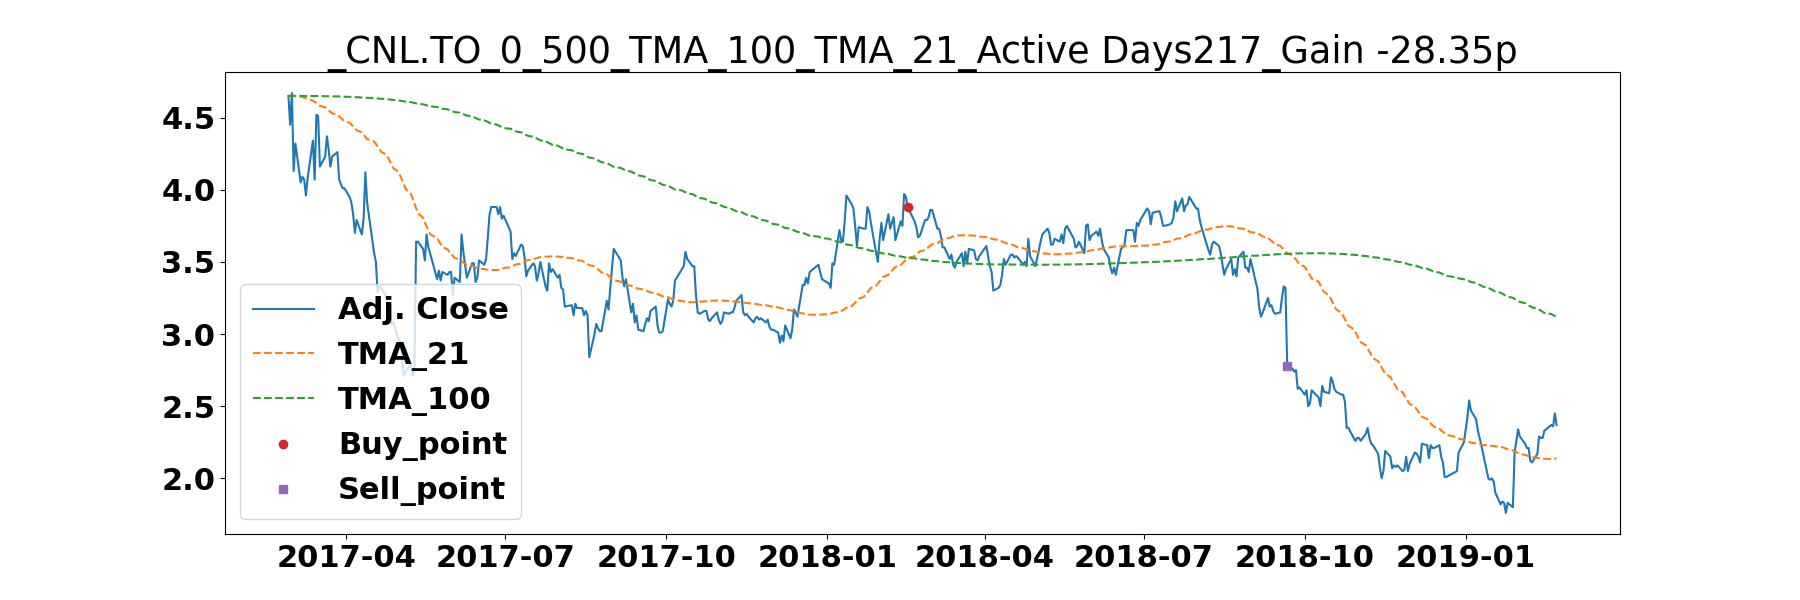 _CNL.TO_0_500_TMA_100_TMA_21_Active Days217_Gain -28.35p
4.5
4.0
3.5
3.0
2.5
2.0
Adj. Close
TMA_21
TMA_100
Buy_point
Sell_point
2017-04 2017-07 2017-10 2018-01 2018-04 2018-07 2018-10 2019-01